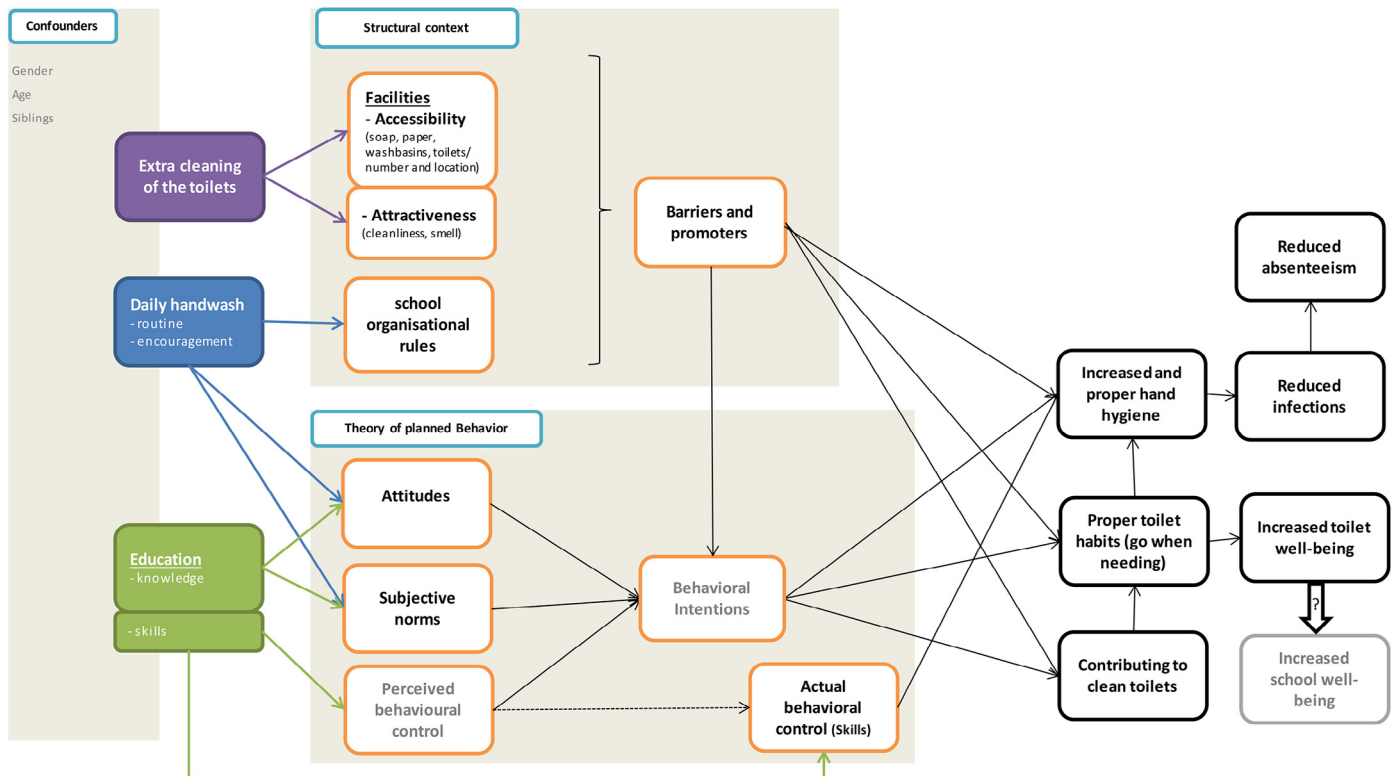 Confounders
Gender
Age
Siblings
Structural context
Extra cleaning
of the toilets
Facilities
- Accessibility
(soap, paper,
washbasins, toilets/
number and location)
- Attractiveness
(cleanliness, smell)
Daily handwash
- routine
- encouragement
school
organisational
rules
Barriers and
promoters
Theory of planned Behavior
Education
- knowledge
- skills
Attitudes
Subjective
norms
Perceived
behavioural
control
Behavioral
Intentions
Actual
behavioral
control (Skills)
Increased and
proper hand
hygiene
Proper toilet
habits (go when
needing)
Contributing to
clean toilets
Reduced
absenteeism
Reduced
infections
Increased toilet
well-being
?
Increased
school well-
being